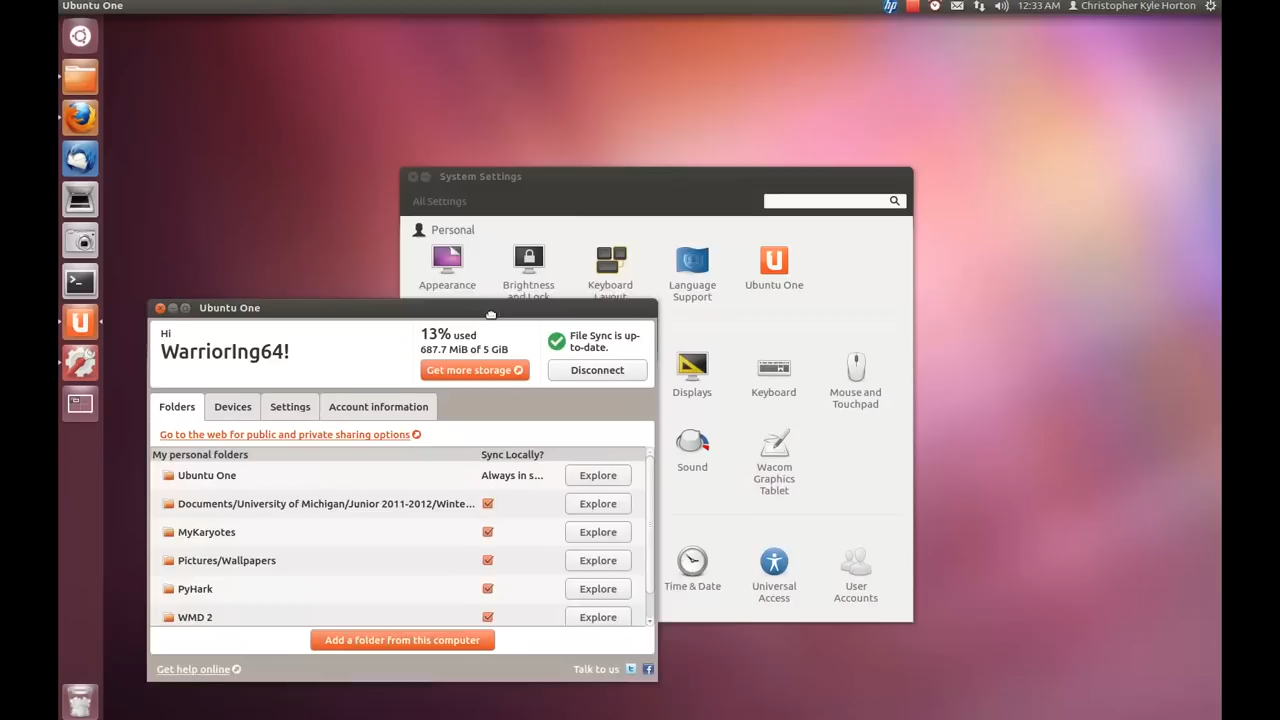 Ubuntu One
12:33 AM
Christopher Kyle Horton
System Settings
All Settings
Personal
Appearance
Brightness and Lock
Keyboard Layout
Language Support
Ubuntu One
Ubuntu One
Hi
WarriorIng64!
13% used
687.7 MiB of 5 GiB
Get more storage
File Sync is up-
to-date.
Disconnect
Folders
Devices
Settings
Account information
Go to the web for public and private sharing options
My personal folders
Sync Locally?
Ubuntu One
Always in s...
Explore
Documents/University of Michigan/Junior 2011-2012/Winte...
Explore
MyKaryotes
Explore
Pictures/Wallpapers
Explore
PyHark
Explore
WMD 2
Explore
Add a folder from this computer
Get help online
Talk to us
Displays
Keyboard
Mouse and
Touchpad
Sound
Wacom
Graphics
Tablet
Time & Date
Universal
Access
User
Accounts